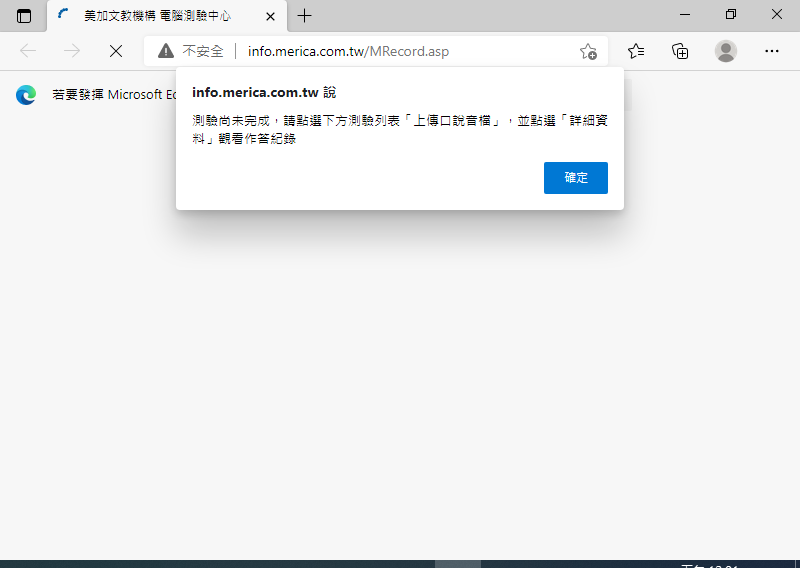 美加文教機構 電腦測驗中心
不安全
info.merica.com.tw/MRecord.asp
若要發揮 Microsoft
info.merica.com.tw 說
測驗尚未完成，請點選下方測驗列表「上傳口說音檔」，並點選「詳細資
料」觀看作答紀錄
確定